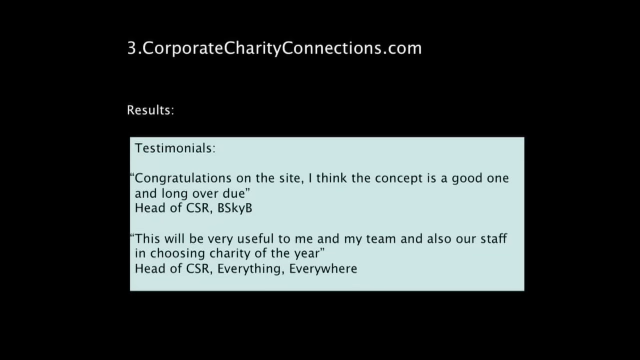 3.CorporateCharityConnections.com
Results:
Testimonials:
“Congratulations on the site, I think the concept is a good one
and long over due”
Head of CSR, BSkyB
“This will be very useful to me and my team and also our staff
in choosing charity of the year”
Head of CSR, Everything, Everywhere